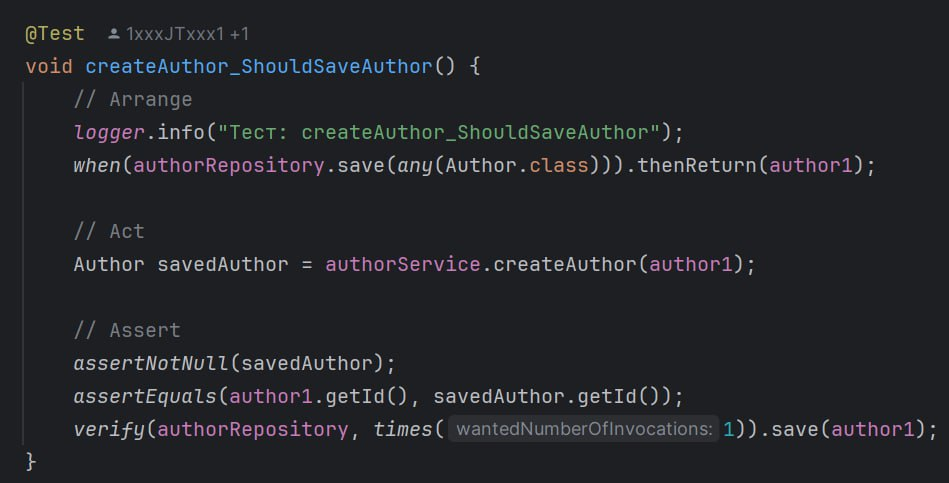 @Test 1xxxJTxxx1 +1
void createAuthor_ShouldSaveAuthor() {
// Arrange
logger.info("Тест: createAuthor_ShouldSaveAuthor");
when(authorRepository.save(any(Author.class))).thenReturn(author1);
// Act
Author savedAuthor = authorService.createAuthor(author1);
// Assert
assertNotNull(savedAuthor);
assertEquals(author1.getId(), savedAuthor.getId());
verify(authorRepository, times( wantedNumberOfInvocations: 1)).save(author1);
}